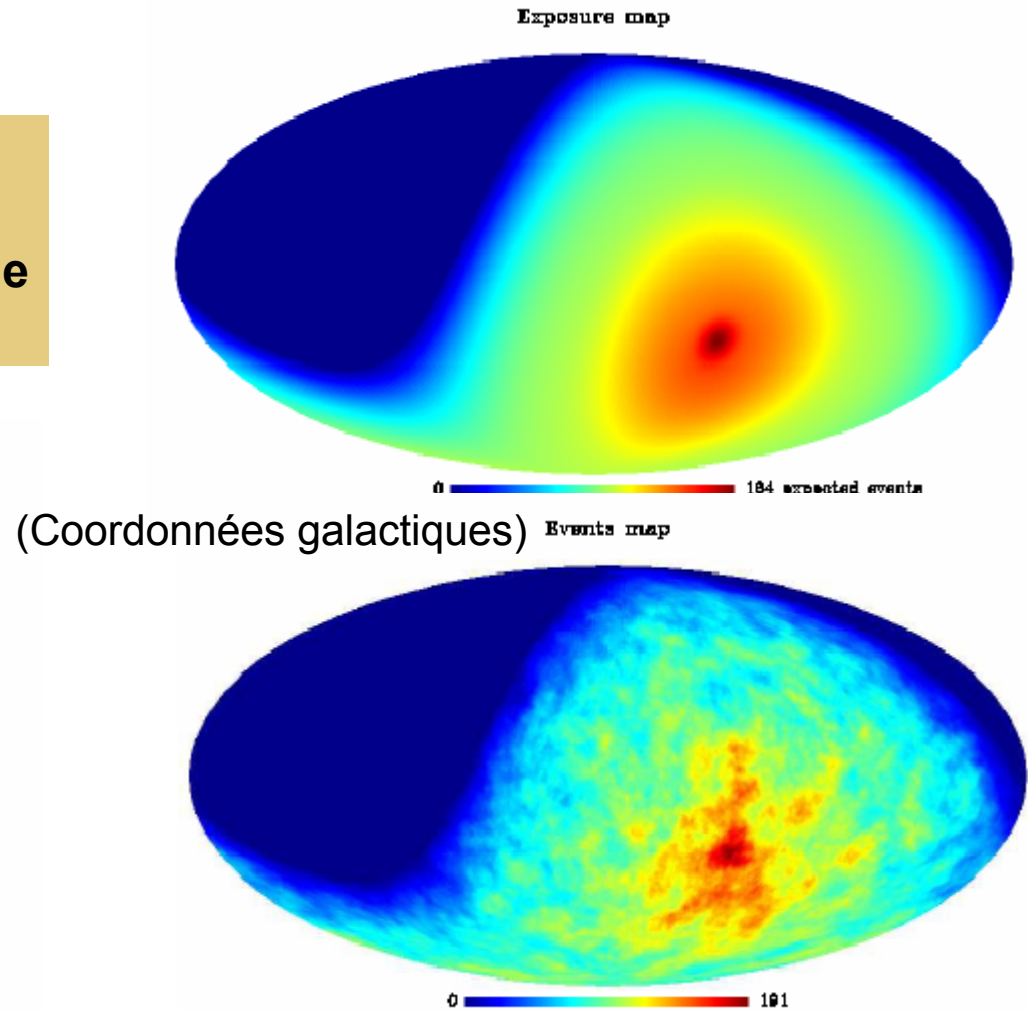 Exposure map
e
0 184 expected events
(Coordonnées galactiques) Events map
0 191